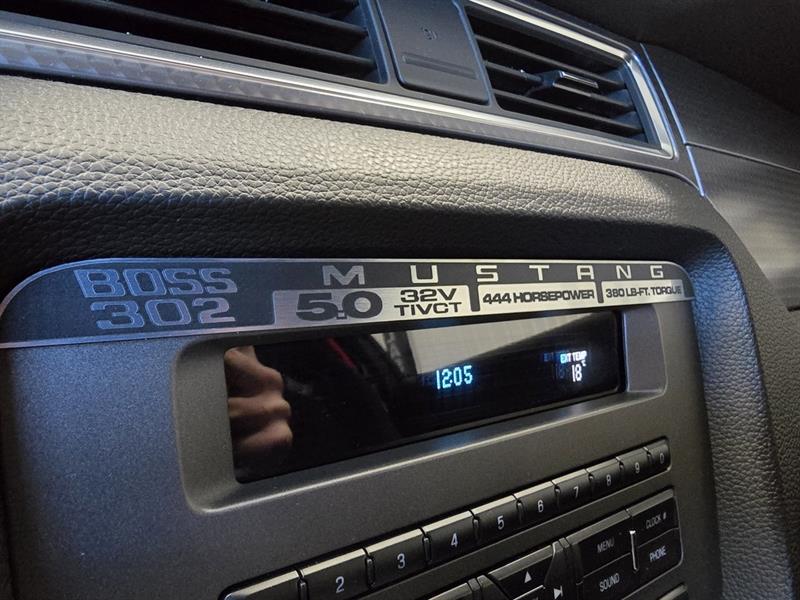 MUSTANG
BOSS
302
5.0
32V
TIVCT
444 HORSEPOWER
380 LB-FT. TORQUE
12:05
EXT TEMP
18 °C
2 3 4 5 6 7 8 9 0
MENU
CLOCK
SOUND
PHONE